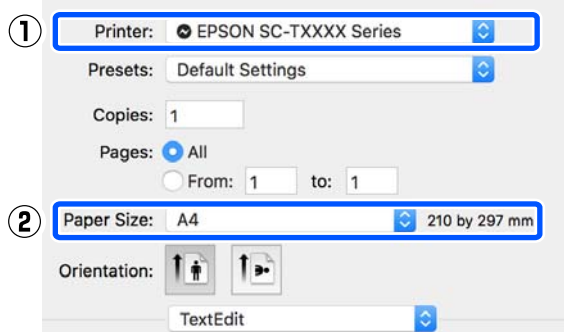 ① Printer: EPSON SC-TXXXX Series
Presets: Default Settings
Copies: 1
Pages: All
From: 1 to: 1
② Paper Size: A4 210 by 297 mm
Orientation:
TextEdit